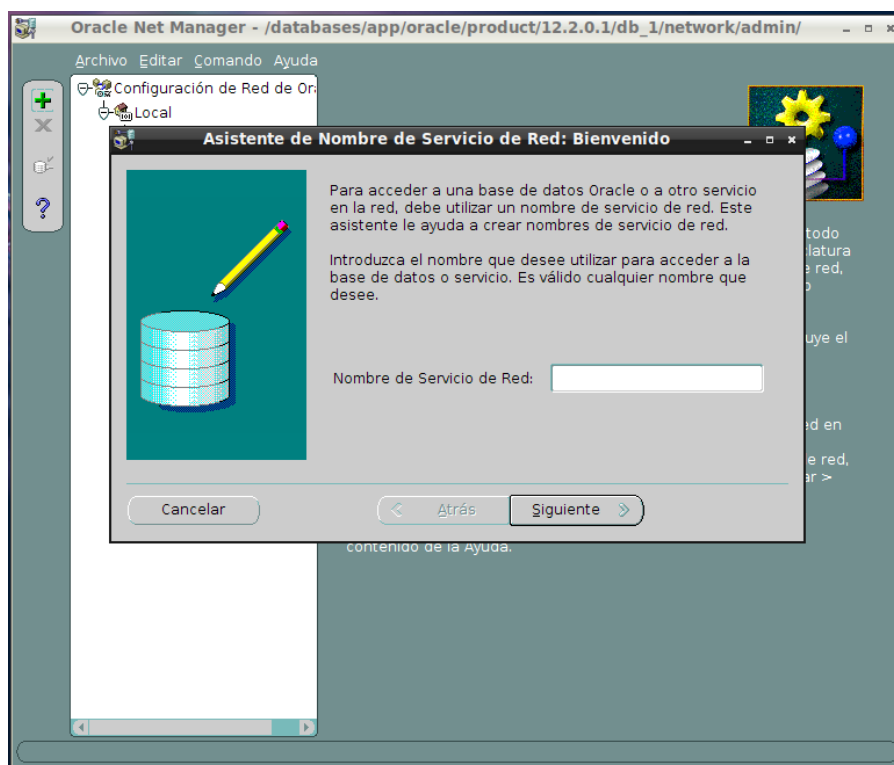 Oracle Net Manager - /databases/app/oracle/product/12.2.0.1/db_1/network/admin/
Archivo Editar Comando Ayuda
Configuración de Red de Or
Local
Asistente de Nombre de Servicio de Red: Bienvenido
Para acceder a una base de datos Oracle o a otro servicio
en la red, debe utilizar un nombre de servicio de red. Este
asistente le ayuda a crear nombres de servicio de red.
Introduzca el nombre que desee utilizar para acceder a la
base de datos o servicio. Es válido cualquier nombre que
desee.
Nombre de Servicio de Red:
Cancelar
Atrás
Siguiente
todo
latura
e red,
uye el
ed en
e red,
ar >
contenido de la Ayuda.